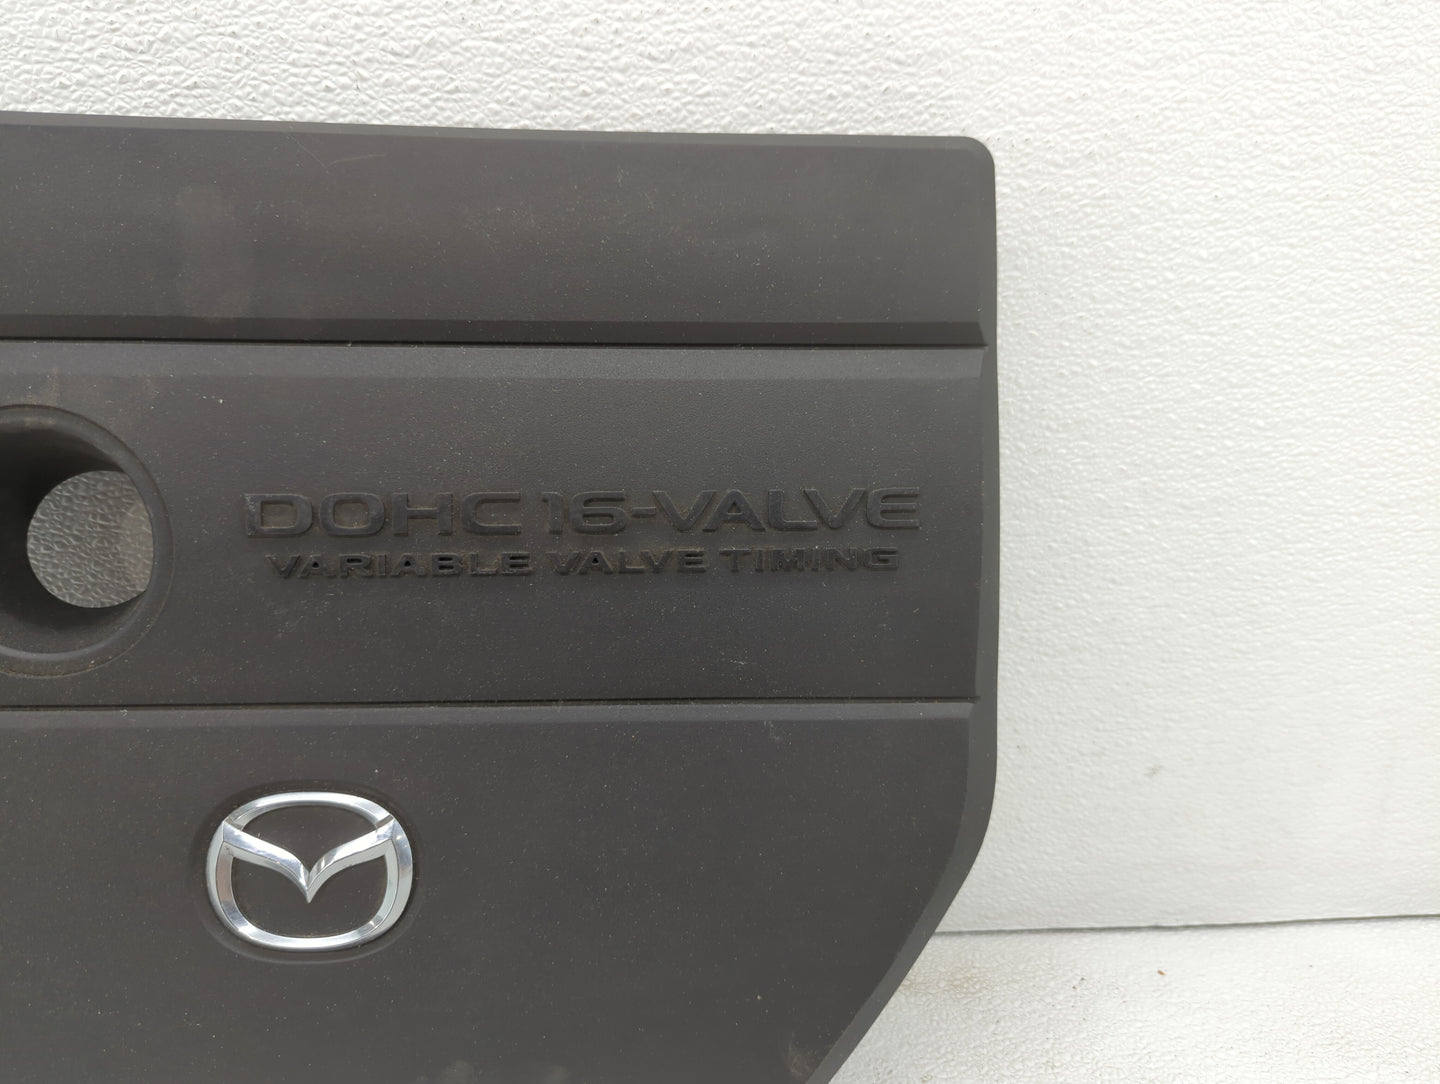 DOHC 16-VALVE
VARIABLE VALVE TIMING